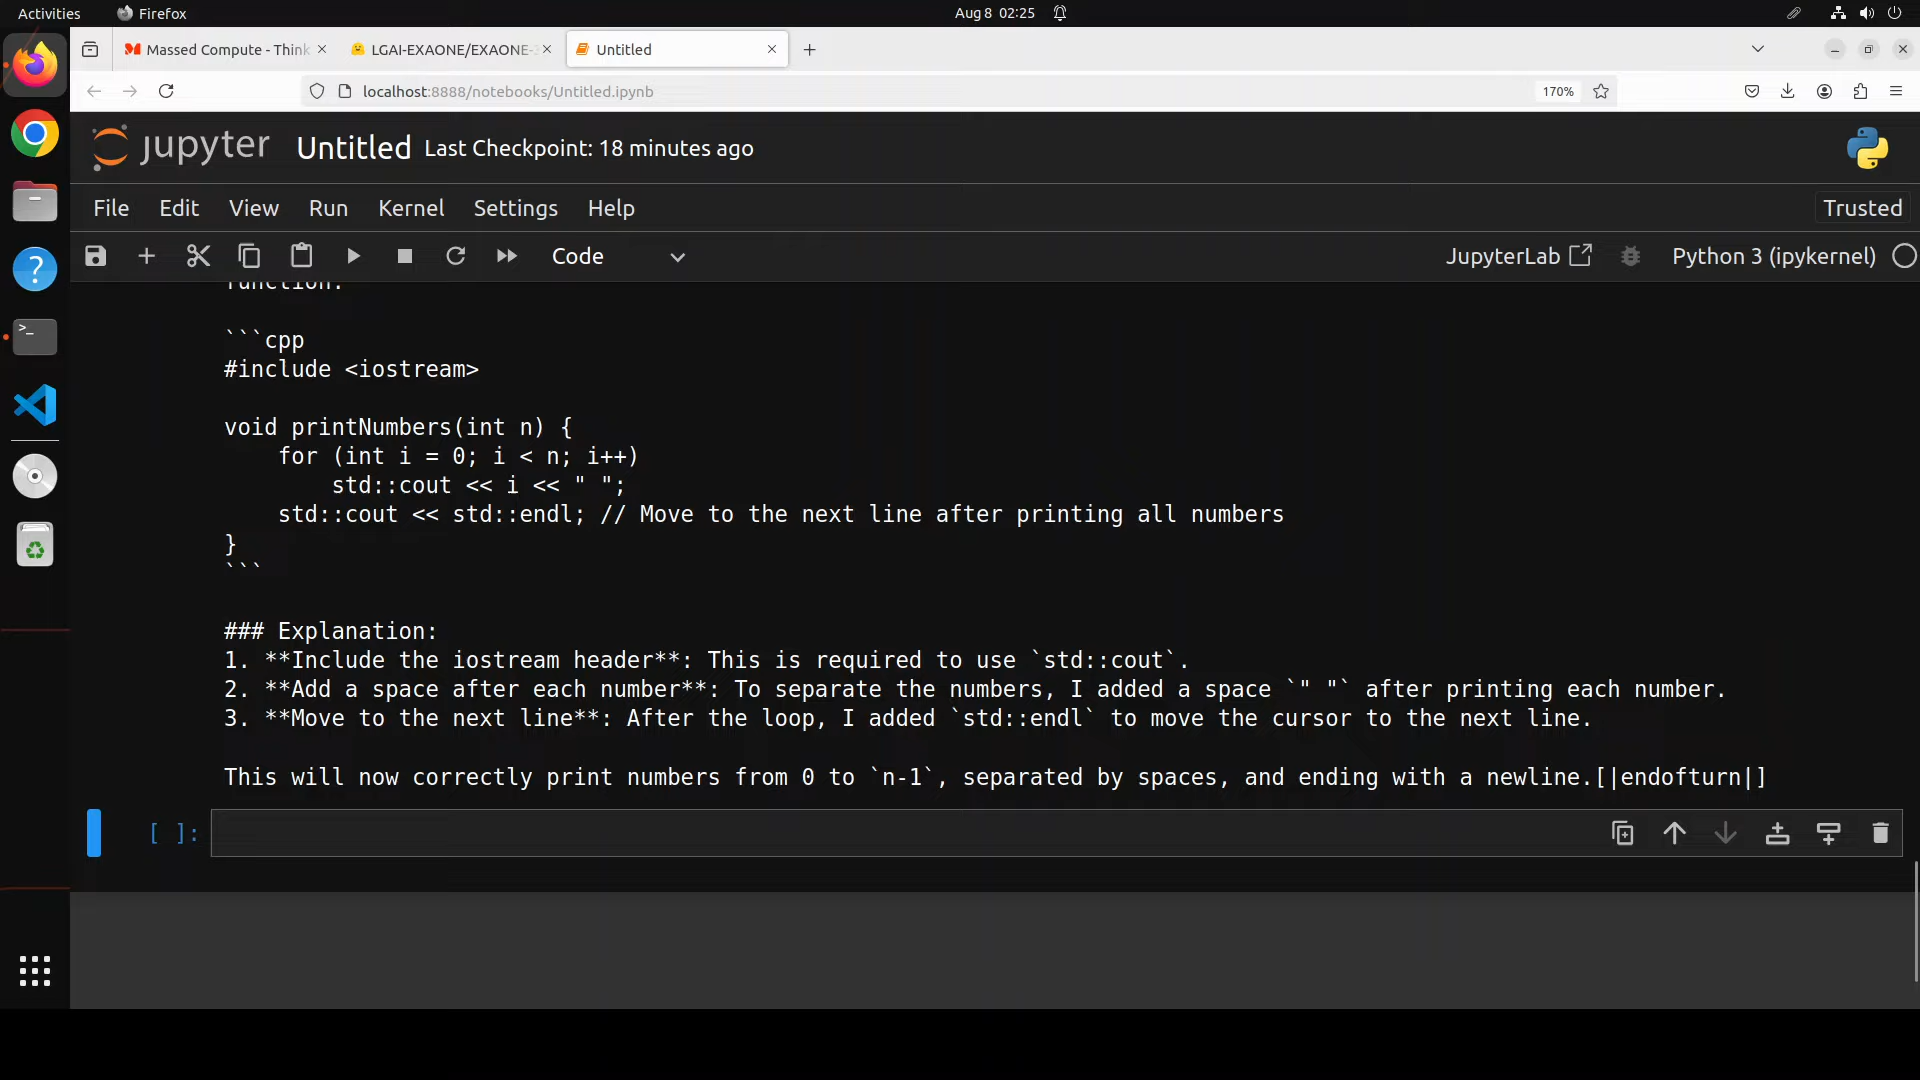 Activities
Firefox
Aug 8 02:25
Massed Compute - Think
LGAI-EXAONE/EXAONE-
Untitled
localhost:8888/notebooks/Untitled.ipynb
170%
jupyter
Untitled
Last Checkpoint: 18 minutes ago
File
Edit
View
Run
Kernel
Settings
Help
Trusted
Code
JupyterLab
Python 3 (ipykernel)
function:
```cpp
#include <iostream>
void printNumbers(int n) {
for (int i = 0; i < n; i++)
std::cout << i << " ";
std::cout << std::endl; // Move to the next line after printing all numbers
}
```
### Explanation:
1. **Include the iostream header**: This is required to use `std::cout`.
2. **Add a space after each number**: To separate the numbers, I added a space `" "` after printing each number.
3. **Move to the next line**: After the loop, I added `std::endl` to move the cursor to the next line.
This will now correctly print numbers from 0 to `n-1`, separated by spaces, and ending with a newline.[|endofturn|]
[ ]: